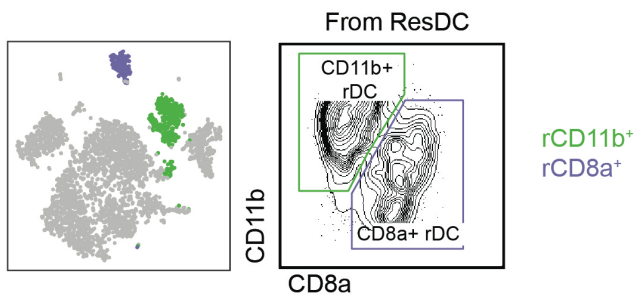 From ResDC
CD11b+
rDC
CD8a+ rDC
CD11b
CD8a
rCD11b⁺
rCD8a⁺